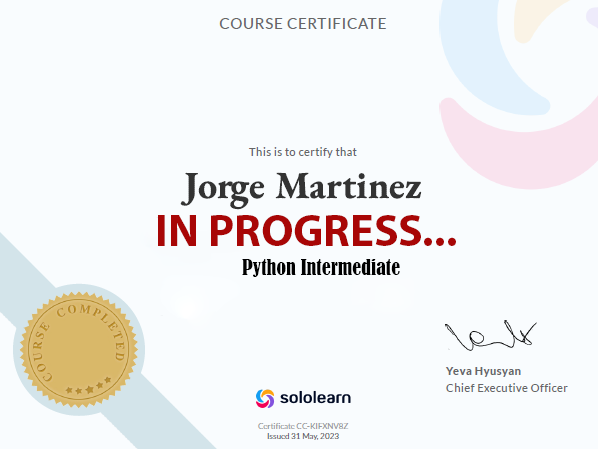 COURSE CERTIFICATE
This is to certify that
Jorge Martinez
IN PROGRESS...
Python Intermediate
COURSE COMPLETED
Yeva Hyusyan
Chief Executive Officer
sololearn
Certificate CC-KIFXNV8Z
Issued 31 May, 2023